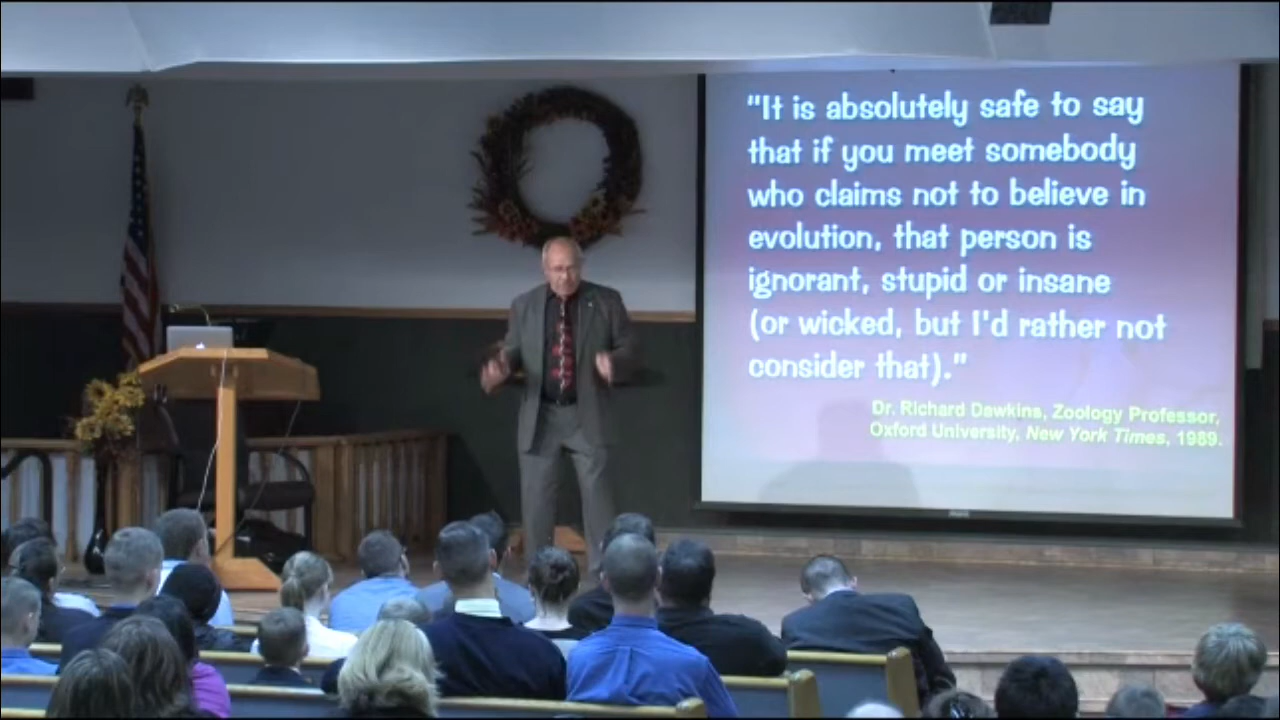 "It is absolutely safe to say
that if you meet somebody
who claims not to believe in
evolution, that person is
ignorant, stupid or insane
(or wicked, but I'd rather not
consider that)."
Dr. Richard Dawkins, Zoology Professor,
Oxford University, New York Times, 1989.